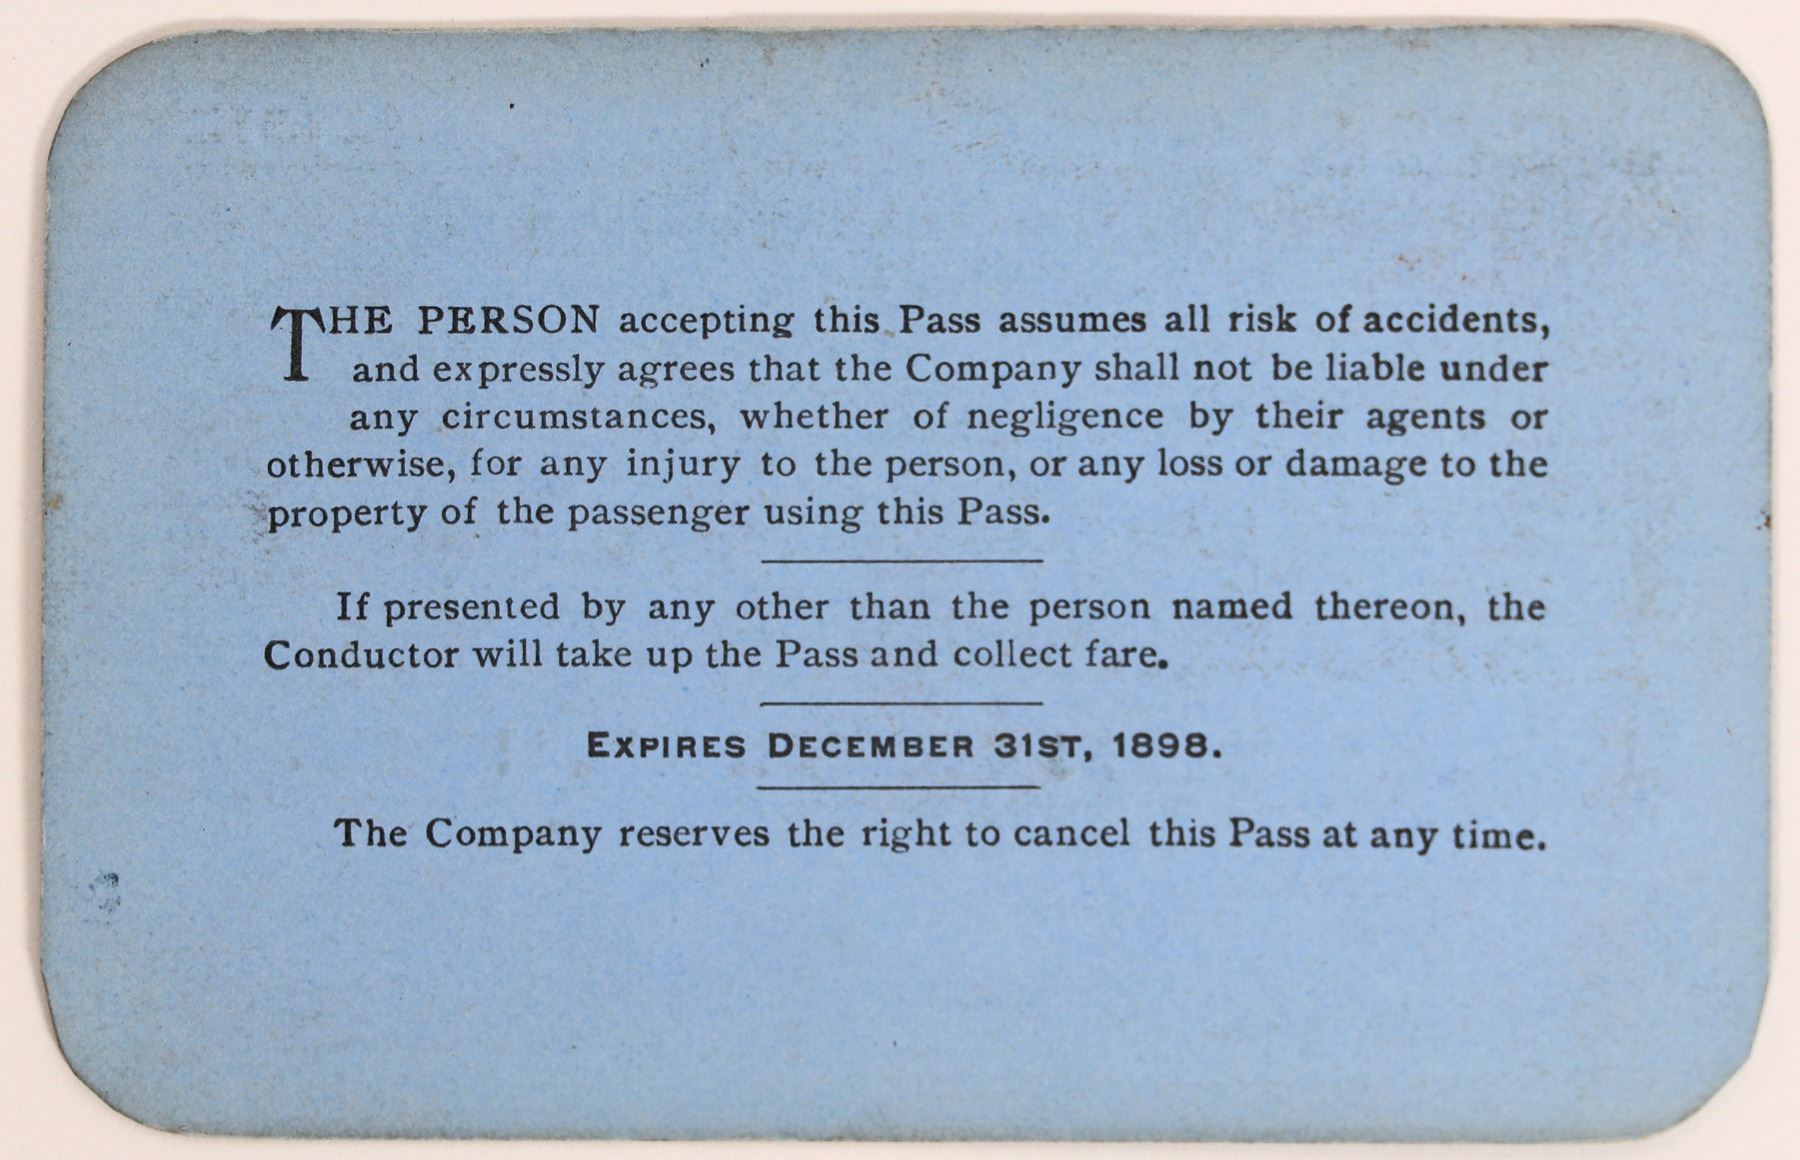 THE PERSON accepting this Pass assumes all risk of accidents,
and expressly agrees that the Company shall not be liable under
any circumstances, whether of negligence by their agents or
otherwise, for any injury to the person, or any loss or damage to the
property of the passenger using this Pass.
If presented by any other than the person named thereon, the
Conductor will take up the Pass and collect fare.
EXPIRES DECEMBER 31ST, 1898.
The Company reserves the right to cancel this Pass at any time.